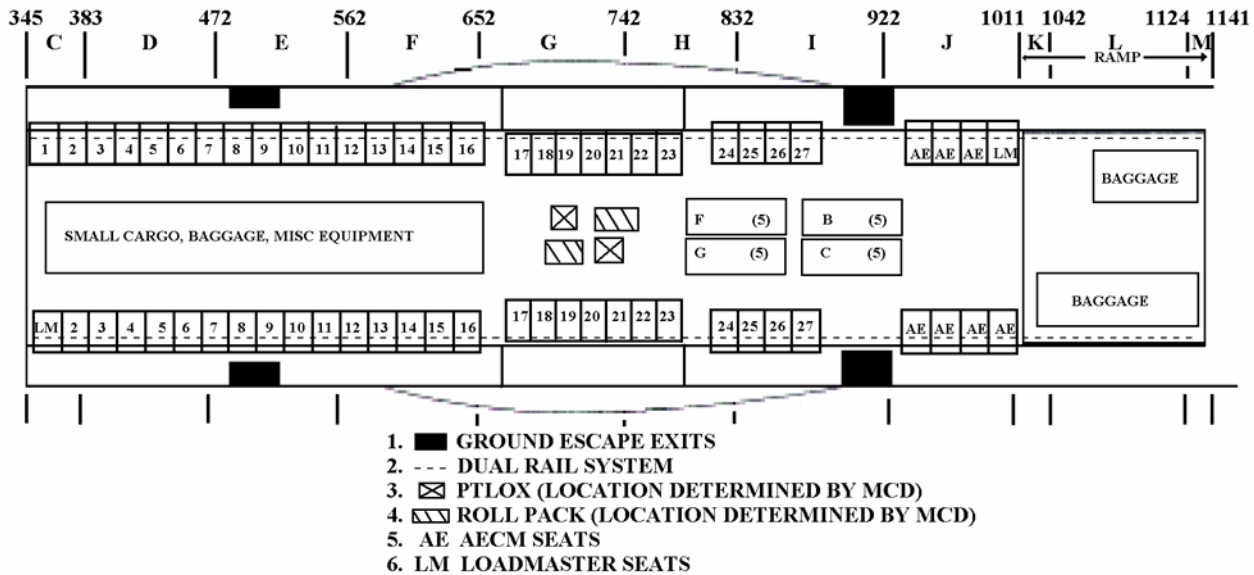 345 383 472 562 652 742 832 922 1011 1042 1124 1141
C D E F G H I J K L M
RAMP
1 2 3 4 5 6 7 8 9 10 11 12 13 14 15 16 17 18 19 20 21 22 23 24 25 26 27 AE AE AE LM
BAGGAGE
F (5) B (5)
SMALL CARGO, BAGGAGE, MISC EQUIPMENT
G (5) C (5)
BAGGAGE
LM 2 3 4 5 6 7 8 9 10 11 12 13 14 15 16 17 18 19 20 21 22 23 24 25 26 27 AE AE AE AE
1. GROUND ESCAPE EXITS
2. --- DUAL RAIL SYSTEM
3. PTLOX (LOCATION DETERMINED BY MCD)
4. ROLL PACK (LOCATION DETERMINED BY MCD)
5. AE AECM SEATS
6. LM LOADMASTER SEATS